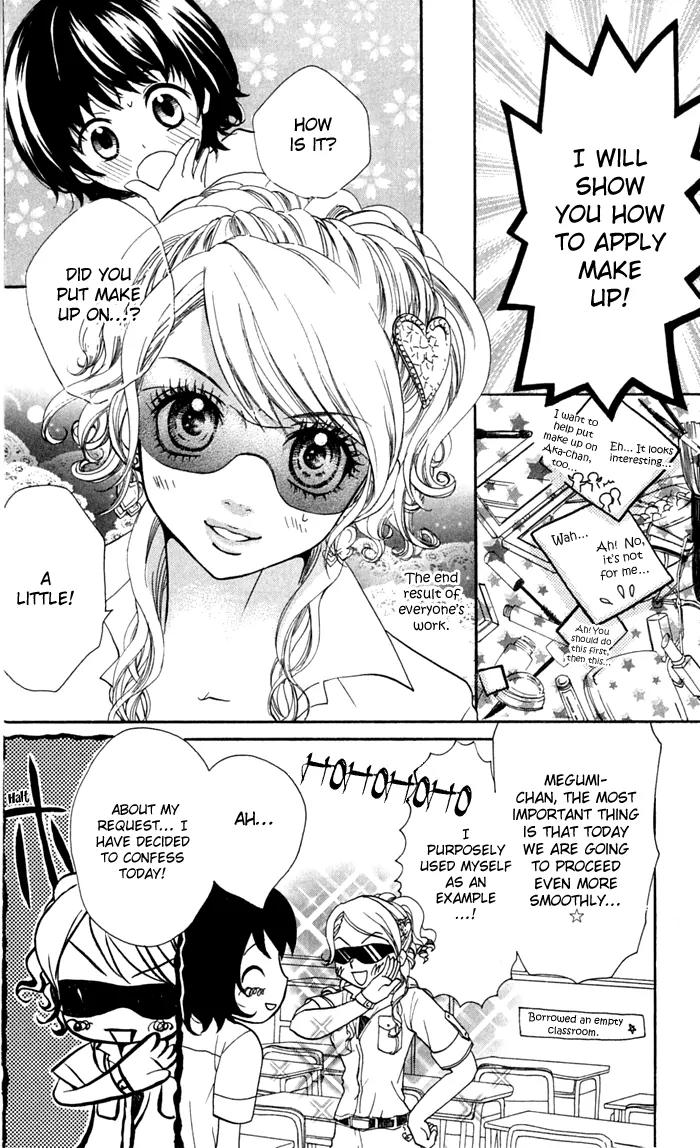 I WILL
SHOW
YOU HOW
TO APPLY
MAKE
UP!
HOW
IS IT?
DID YOU
PUT MAKE
UP ON...!?
A
LITTLE!
The end
result of
everyone's
work.
I want to
help put
make up on
Aka-chan,
too...
Eh... It looks
interesting...
Wah...
Ah! No,
it's not
for me...
Ah! You
should do
this first,
then this...
MEGUMI-
CHAN, THE MOST
IMPORTANT THING
IS THAT TODAY
WE ARE GOING
TO PROCEED
EVEN MORE
SMOOTHLY...
☆
I
PURPOSELY
USED MYSELF
AS AN
EXAMPLE
...!
HOHOHOHO
Borrowed an empty
classroom.
AH...
ABOUT MY
REQUEST... I
HAVE DECIDED
TO CONFESS
TODAY!
Halt